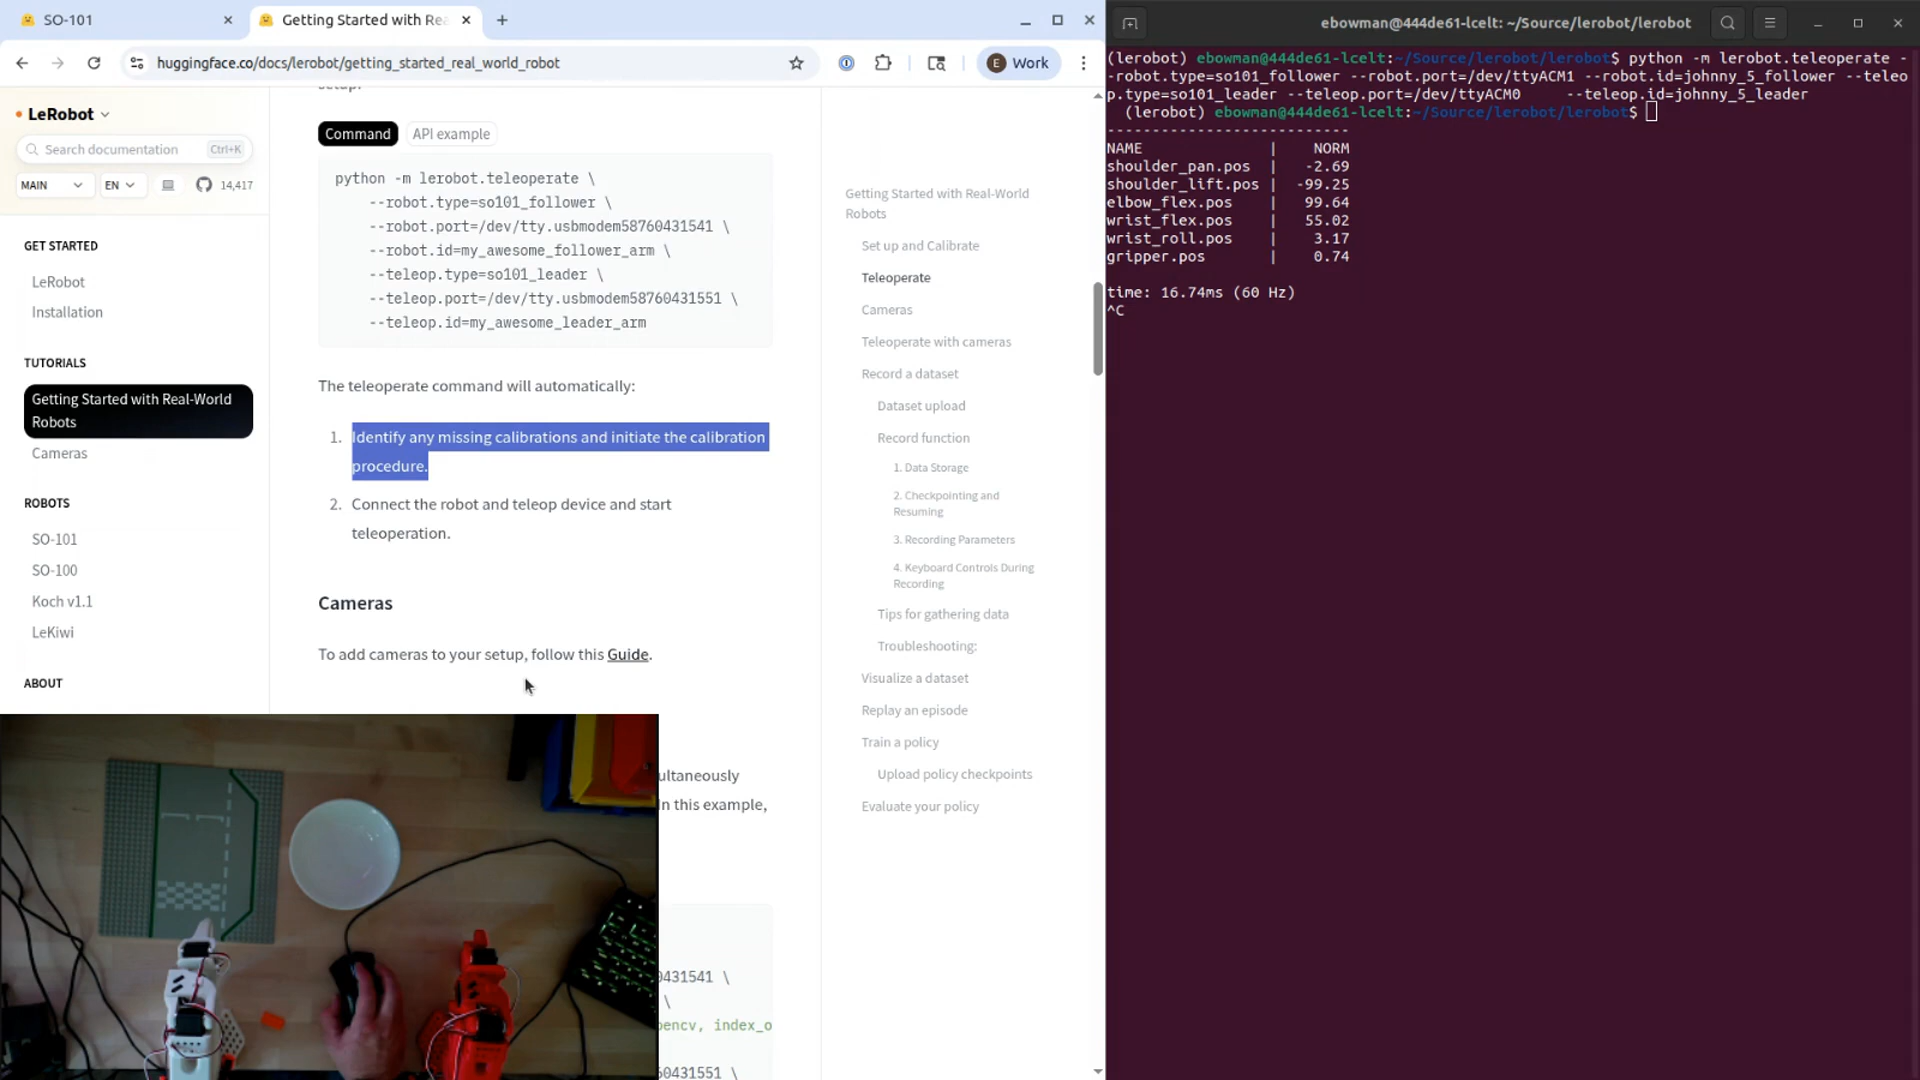 SO-101
Getting Started with Rea
huggingface.co/docs/lerobot/getting_started_real_world_robot
E Work
LeRobot
Search documentation Ctrl+K
MAIN EN 14,417
GET STARTED
LeRobot
Installation
TUTORIALS
Getting Started with Real-World
Robots
Cameras
ROBOTS
SO-101
SO-100
Koch v1.1
LeKiwi
ABOUT
setup.
Command API example
python -m lerobot.teleoperate \
--robot.type=so101_follower \
--robot.port=/dev/tty.usbmodem58760431541 \
--robot.id=my_awesome_follower_arm \
--teleop.type=so101_leader \
--teleop.port=/dev/tty.usbmodem58760431551 \
--teleop.id=my_awesome_leader_arm
The teleoperate command will automatically:
1. Identify any missing calibrations and initiate the calibration
procedure.
2. Connect the robot and teleop device and start
teleoperation.
Cameras
To add cameras to your setup, follow this Guide.
ultaneously
In this example,
0431541 \
\
pencv, index_o
60431551 \
Getting Started with Real-World
Robots
Set up and Calibrate
Teleoperate
Cameras
Teleoperate with cameras
Record a dataset
Dataset upload
Record function
1. Data Storage
2. Checkpointing and
Resuming
3. Recording Parameters
4. Keyboard Controls During
Recording
Tips for gathering data
Troubleshooting:
Visualize a dataset
Replay an episode
Train a policy
Upload policy checkpoints
Evaluate your policy
ebowman@444de61-lcelt: ~/Source/lerobot/lerobot
(lerobot) ebowman@444de61-lcelt:~/Source/lerobot/lerobot$ python -m lerobot.teleoperate -
-robot.type=so101_follower --robot.port=/dev/ttyACM1 --robot.id=johnny_5_follower --teleo
p.type=so101_leader --teleop.port=/dev/ttyACM0 --teleop.id=johnny_5_leader
(lerobot) ebowman@444de61-lcelt:~/Source/lerobot/lerobot$
---------------------------
NAME | NORM
shoulder_pan.pos | -2.69
shoulder_lift.pos | -99.25
elbow_flex.pos | 99.64
wrist_flex.pos | 55.02
wrist_roll.pos | 3.17
gripper.pos | 0.74
time: 16.74ms (60 Hz)
^C